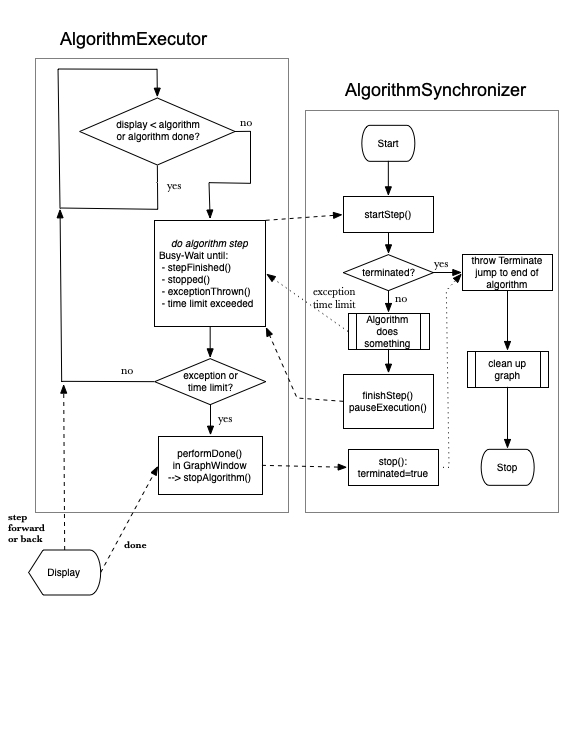 AlgorithmExecutor
AlgorithmSynchronizer
display < algorithm
or algorithm done?
no
yes
do algorithm step
Busy-Wait until:
- stepFinished()
- stopped()
- exceptionThrown()
- time limit exceeded
exception or
time limit?
no
yes
performDone()
in GraphWindow
--> stopAlgorithm()
Start
startStep()
terminated?
yes
no
throw Terminate
jump to end of
algorithm
exception
time limit
Algorithm
does
something
clean up
graph
finishStep()
pauseExecution()
stop():
terminated=true
Stop
step
forward
or back
done
Display